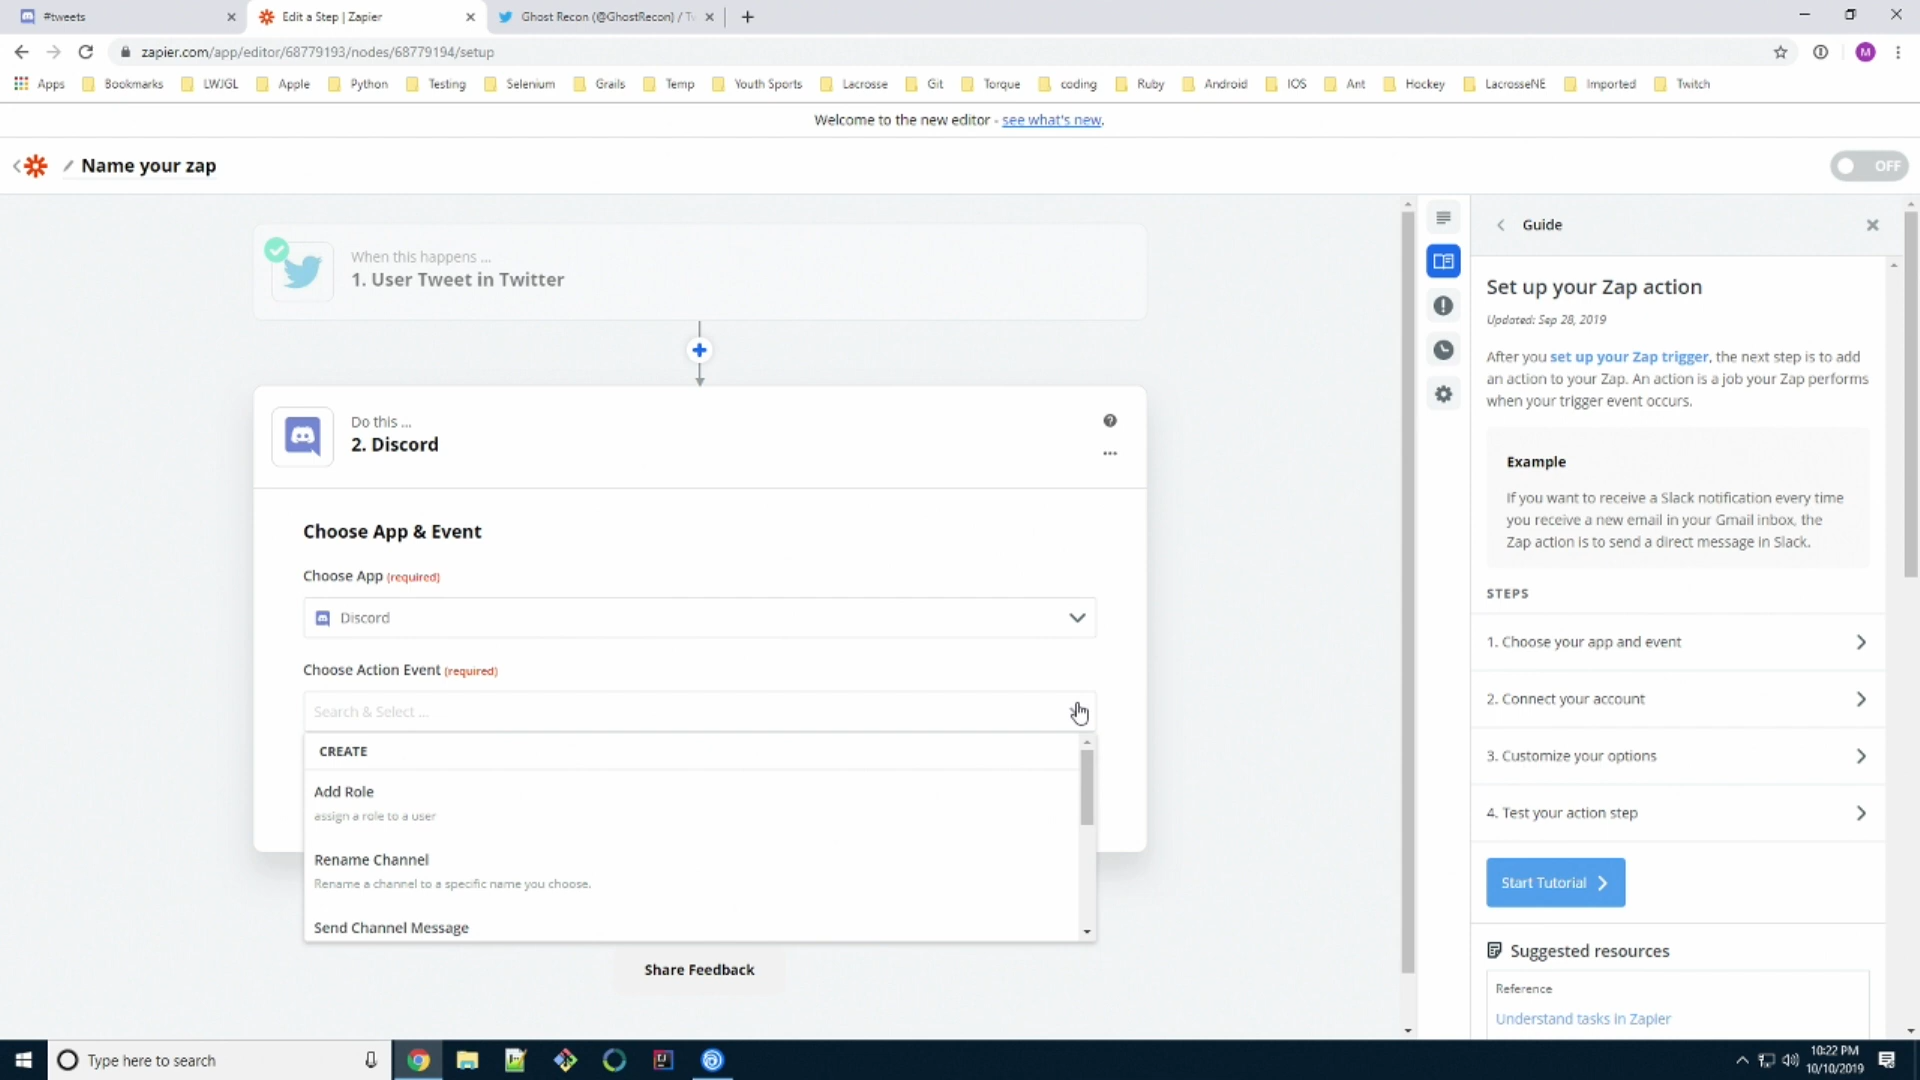 #tweets
Edit a Step | Zapier
Ghost Recon (@GhostRecon) / Tw
zapier.com/app/editor/68779193/nodes/68779194/setup
M
Apps Bookmarks LWJGL Apple Python Testing Selenium Grails Temp Youth Sports Lacrosse Git Torque coding Ruby Android IOS Ant Hockey LacrosseNE Imported Twitch
Welcome to the new editor - see what's new.
Name your zap
OFF
When this happens ...
1. User Tweet in Twitter
Do this ...
2. Discord
Choose App & Event
Choose App (required)
Discord
Choose Action Event (required)
Search & Select ...
CREATE
Add Role
assign a role to a user
Rename Channel
Rename a channel to a specific name you choose.
Send Channel Message
Share Feedback
Guide
Set up your Zap action
Updated: Sep 28, 2019
After you set up your Zap trigger, the next step is to add
an action to your Zap. An action is a job your Zap performs
when your trigger event occurs.
Example
If you want to receive a Slack notification every time
you receive a new email in your Gmail inbox, the
Zap action is to send a direct message in Slack.
STEPS
1. Choose your app and event
2. Connect your account
3. Customize your options
4. Test your action step
Start Tutorial
Suggested resources
Reference
Understand tasks in Zapier
Type here to search
10:22 PM
10/10/2019